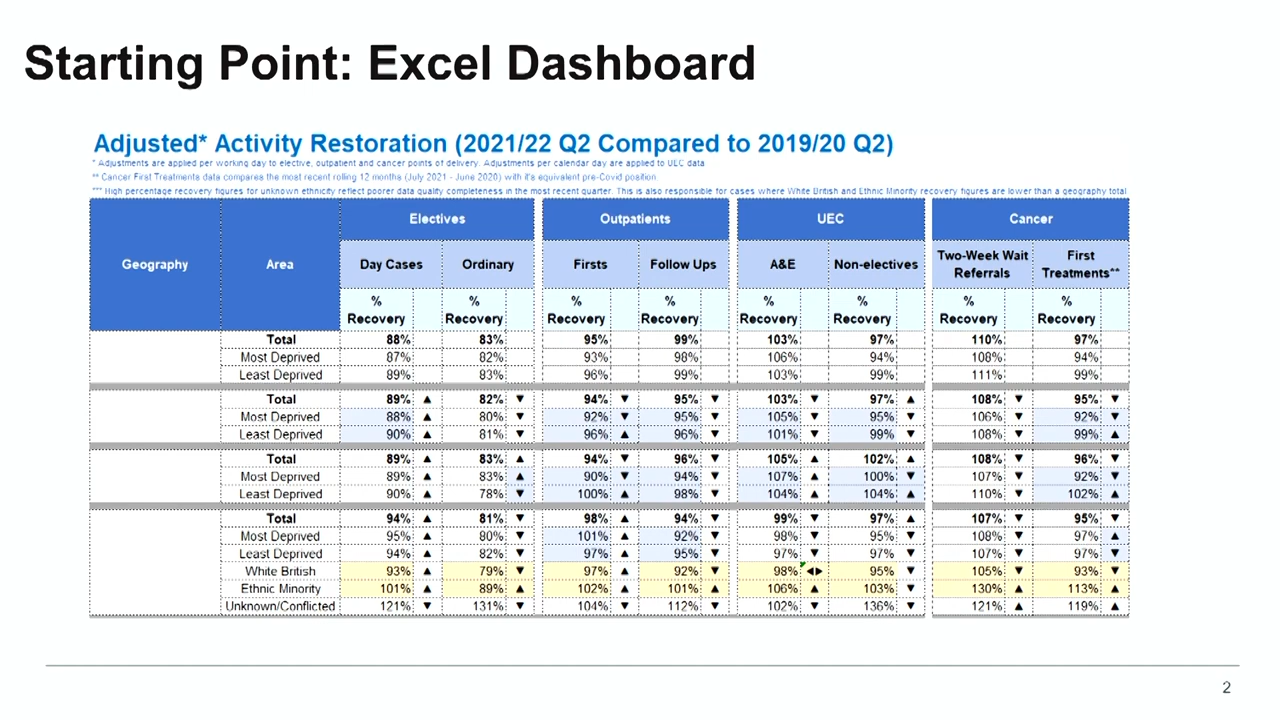 Starting Point: Excel Dashboard
Adjusted* Activity Restoration (2021/22 Q2 Compared to 2019/20 Q2)
* Adjustments are applied per working day to elective, outpatient and cancer points of delivery. Adjustments per calendar day are applied to UEC data
** Cancer First Treatments data compares the most recent rolling 12 months (July 2021 - June 2020) with it's equivalent pre-Covid position.
*** High percentage recovery figures for unknown ethnicity reflect poorer data quality completeness in the most recent quarter. This is also responsible for cases where White British and Ethnic Minority recovery figures are lower than a geography total
Electives Outpatients UEC Cancer
Geography Area Day Cases Ordinary Firsts Follow Ups A&E Non-electives Two-Week Wait Referrals First Treatments**
% Recovery % Recovery % Recovery % Recovery % Recovery % Recovery % Recovery % Recovery
Total 88% 83% 95% 99% 103% 97% 110% 97%
Most Deprived 87% 82% 93% 98% 106% 94% 108% 94%
Least Deprived 89% 83% 96% 99% 103% 99% 111% 99%
Total 89% ▲ 82% ▼ 94% ▼ 95% ▼ 103% ▼ 97% ▲ 108% ▼ 95% ▼
Most Deprived 88% ▲ 80% ▼ 92% ▼ 95% ▼ 105% ▼ 95% ▼ 106% ▼ 92% ▼
Least Deprived 90% ▲ 81% ▼ 96% ▲ 96% ▼ 101% ▼ 99% ▼ 108% ▼ 99% ▲
Total 89% ▲ 83% ▲ 94% ▼ 96% ▼ 105% ▲ 102% ▲ 108% ▼ 96% ▼
Most Deprived 89% ▲ 83% ▲ 90% ▼ 94% ▼ 107% ▲ 100% ▼ 107% ▼ 92% ▼
Least Deprived 90% ▲ 78% ▼ 100% ▲ 98% ▼ 104% ▲ 104% ▲ 110% ▼ 102% ▲
Total 94% ▲ 81% ▼ 98% ▲ 94% ▼ 99% ▼ 97% ▲ 107% ▼ 95% ▼
Most Deprived 95% ▲ 80% ▼ 101% ▲ 92% ▼ 98% ▼ 95% ▼ 108% ▼ 97% ▲
Least Deprived 94% ▲ 82% ▼ 97% ▲ 95% ▼ 97% ▼ 97% ▼ 107% ▼ 97% ▼
White British 93% ▲ 79% ▼ 97% ▲ 92% ▼ 98% ◀▶ 95% ▼ 105% ▼ 93% ▼
Ethnic Minority 101% ▲ 89% ▲ 102% ▲ 101% ▲ 106% ▲ 103% ▼ 130% ▲ 113% ▲
Unknown/Conflicted 121% ▼ 131% ▼ 104% ▼ 112% ▼ 102% ▼ 136% ▼ 121% ▲ 119% ▲
2